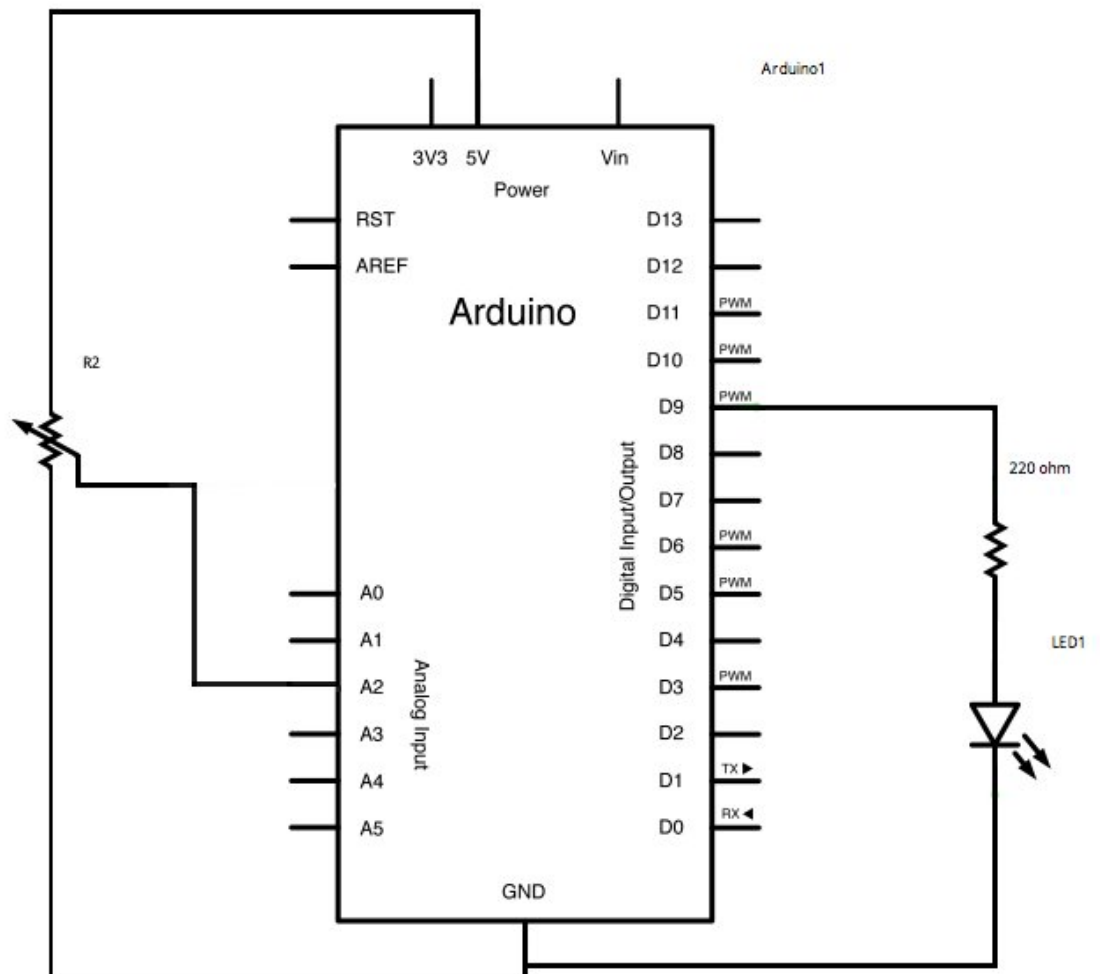 Arduino1
3V3 5V Vin
Power
RST D13
AREF D12
Arduino
D11 PWM
R2
D10 PWM
D9 PWM
D8
220 ohm
D7
Digital Input/Output
D6 PWM
A0 D5 PWM
A1 D4
LED1
A2 D3 PWM
Analog Input
A3 D2
A4 D1 TX ►
A5 D0 RX ◄
GND